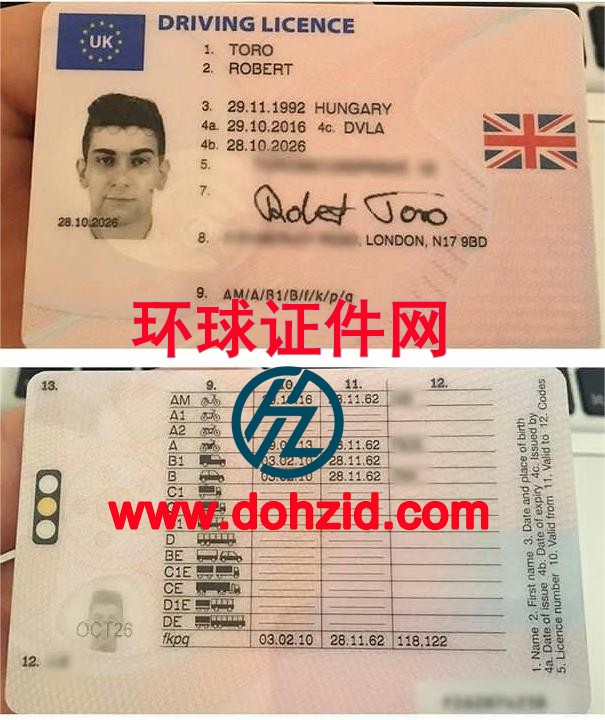 UK
DRIVING LICENCE
1. TORO
2. ROBERT
3. 29.11.1992 HUNGARY
4a. 29.10.2016 4c. DVLA
4b. 28.10.2026
5.
7. Robert Toro
28.10.2026
8. LONDON, N17 9BD
9. AM/A/B1/B/f/k/p/q
环球证件网
13. 9. 10. 11. 12.
AM 11.62
A1
A2
A 13 11.62
B1 03.02.10 28.11.62
B 03.02.10 28.11.62
C1
www.dohzid.com
D
BE
C1E
CE
D1E
DE
fkpq 03.02.10 28.11.62 118,122
OCT26
12.
1. Name 2. First name 3. Date and place of birth
4a. Date of issue 4b. Date of expiry 4c. Issued by
5. Licence number 10. Valid from 11. Valid to 12. Codes